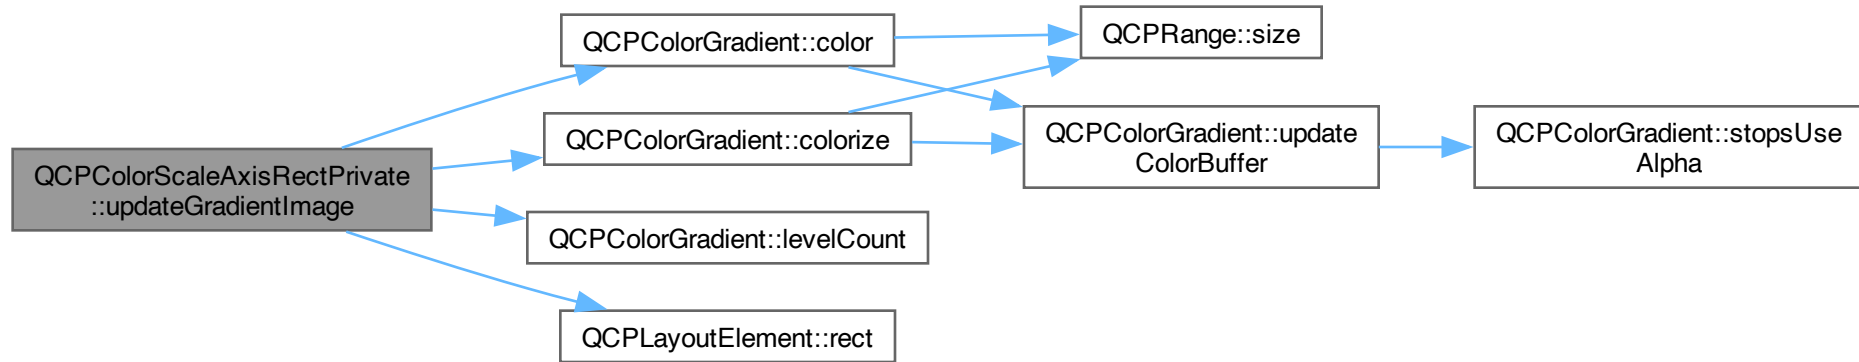 QCPColorScaleAxisRectPrivate
::updateGradientImage
QCPColorGradient::color
QCPColorGradient::colorize
QCPColorGradient::levelCount
QCPLayoutElement::rect
QCPRange::size
QCPColorGradient::update
ColorBuffer
QCPColorGradient::stopsUse
Alpha